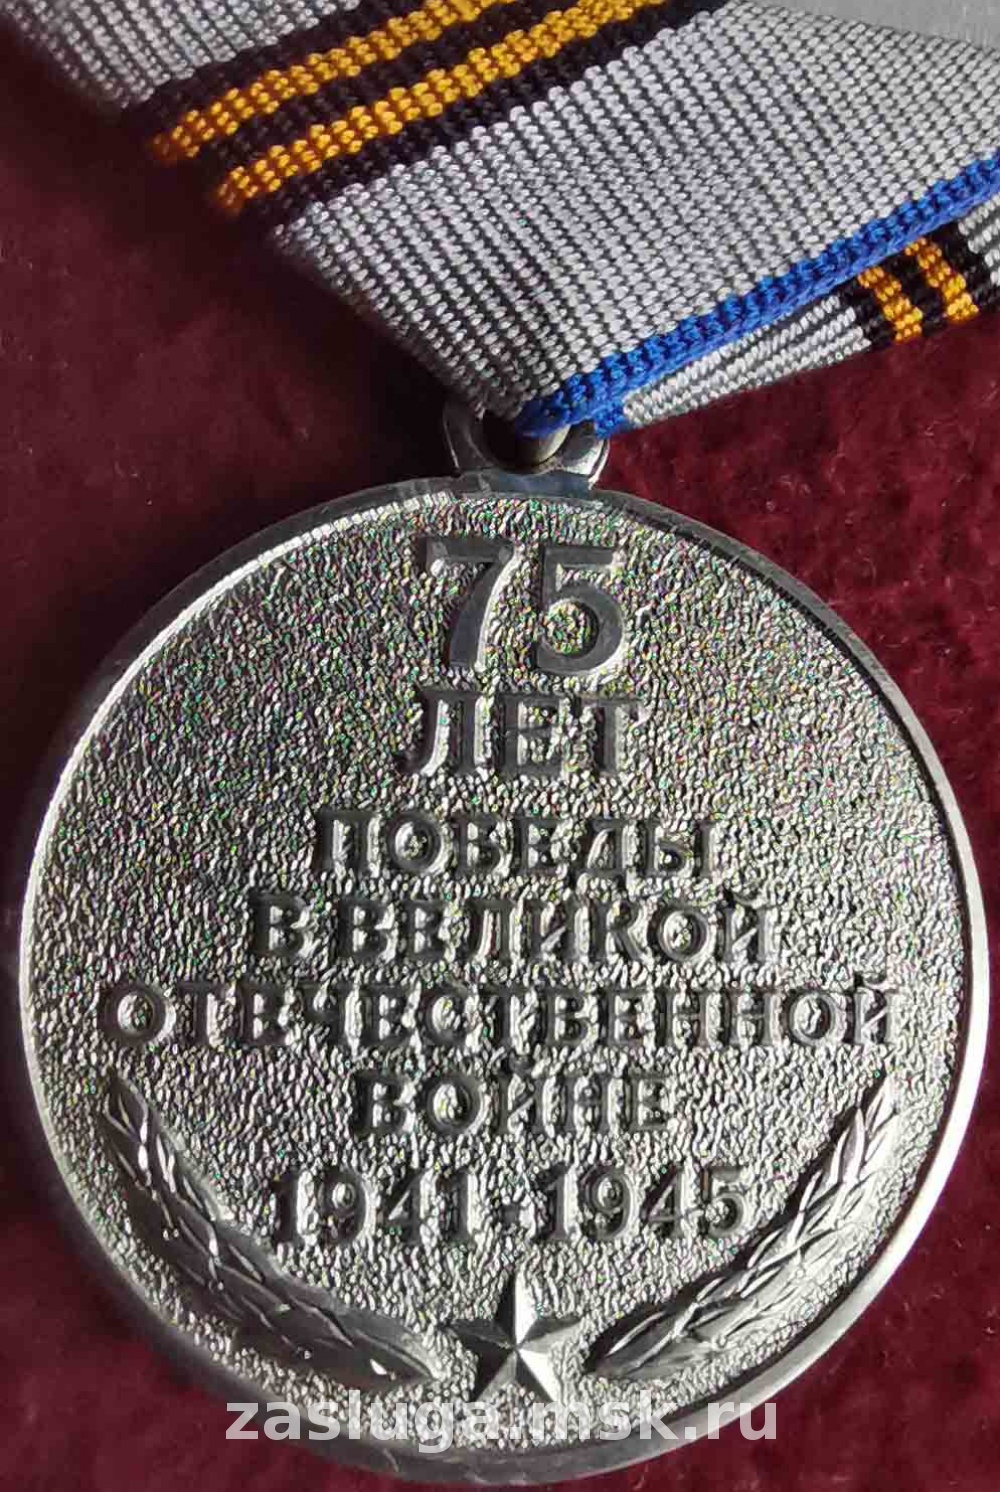 75
ЛЕТ
ПОБЕДЫ
В ВЕЛИКОЙ
ОТЕЧЕСТВЕННОЙ
ВОЙНЕ
1941-1945
zasluga.msk.ru